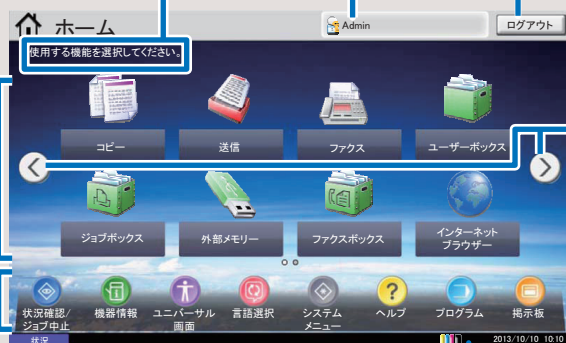 ホーム
Admin
ログアウト
使用する機能を選択してください。
コピー
送信
ファクス
ユーザーボックス
ジョブボックス
外部メモリー
ファクスボックス
インターネット
ブラウザー
状況確認/
ジョブ中止
機器情報
ユニバーサル
画面
言語選択
システム
メニュー
ヘルプ
プログラム
掲示板
状況
2013/10/10 10:10